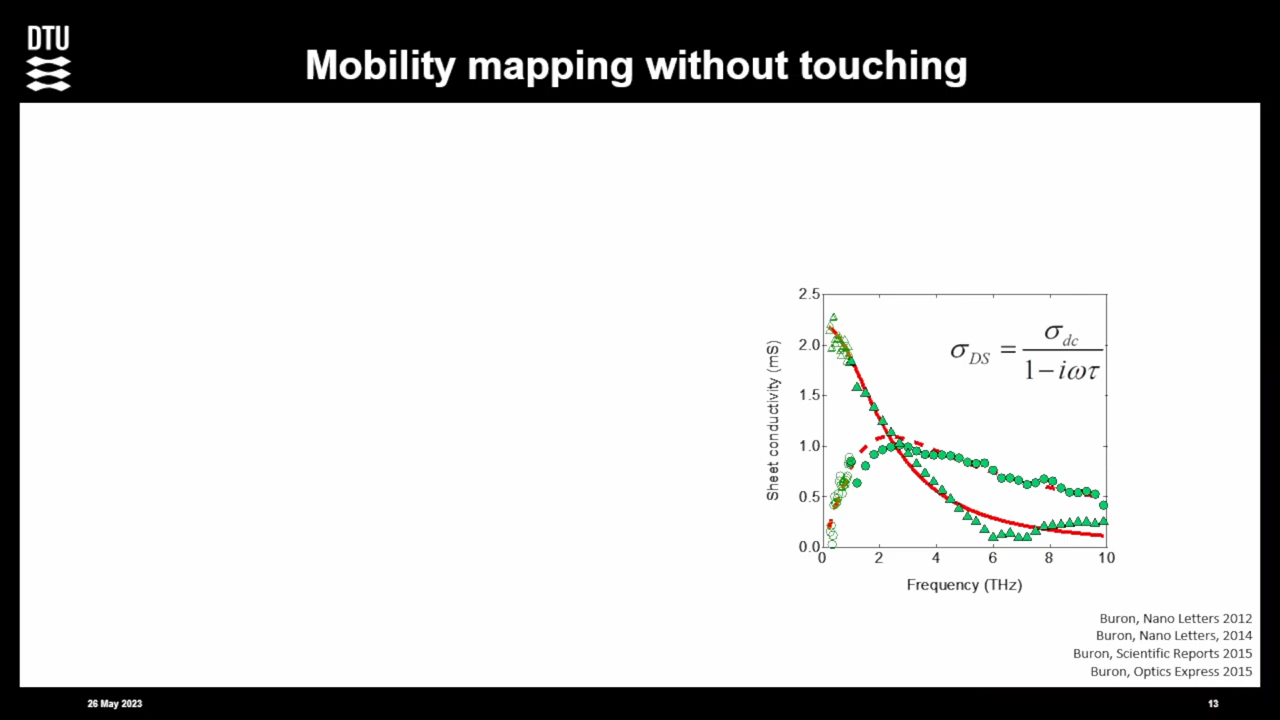 DTU
Mobility mapping without touching
2.5
2.0
1.5
1.0
0.5
0.0
Sheet conductivity (mS)
σ_DS = σ_dc / (1−iωτ)
0 2 4 6 8 10
Frequency (THz)
Buron, Nano Letters 2012
Buron, Nano Letters, 2014
Buron, Scientific Reports 2015
Buron, Optics Express 2015
26 May 2023
13